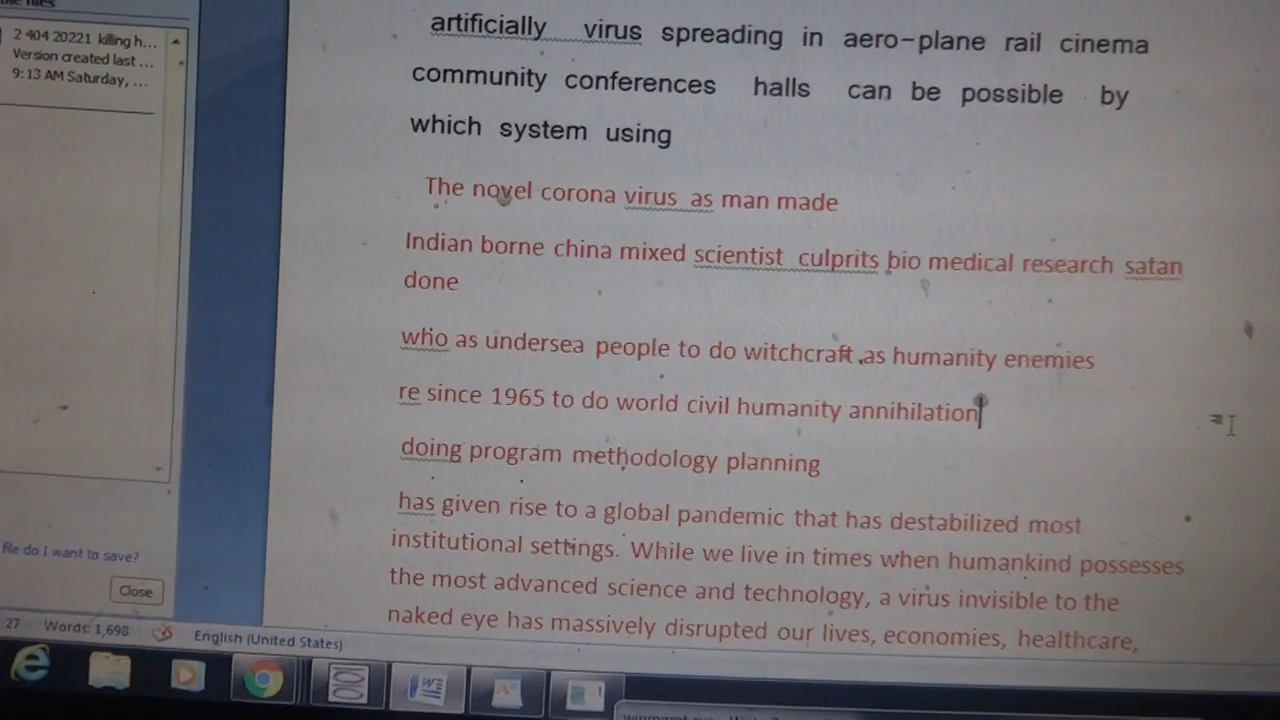 2 404 20221 killing h...
Version created last ...
9:13 AM Saturday, ...
file do I want to save?
Close
27 Words: 1,698 English (United States)
artificially virus spreading in aero-plane rail cinema
community conferences halls can be possible by
which system using
The novel corona virus as man made
Indian borne china mixed scientist culprits bio medical research satan
done
who as undersea people to do witchcraft as humanity enemies
re since 1965 to do world civil humanity annihilation
doing program methodology planning
has given rise to a global pandemic that has destabilized most
institutional settings. While we live in times when humankind possesses
the most advanced science and technology, a virus invisible to the
naked eye has massively disrupted our lives, economies, healthcare,